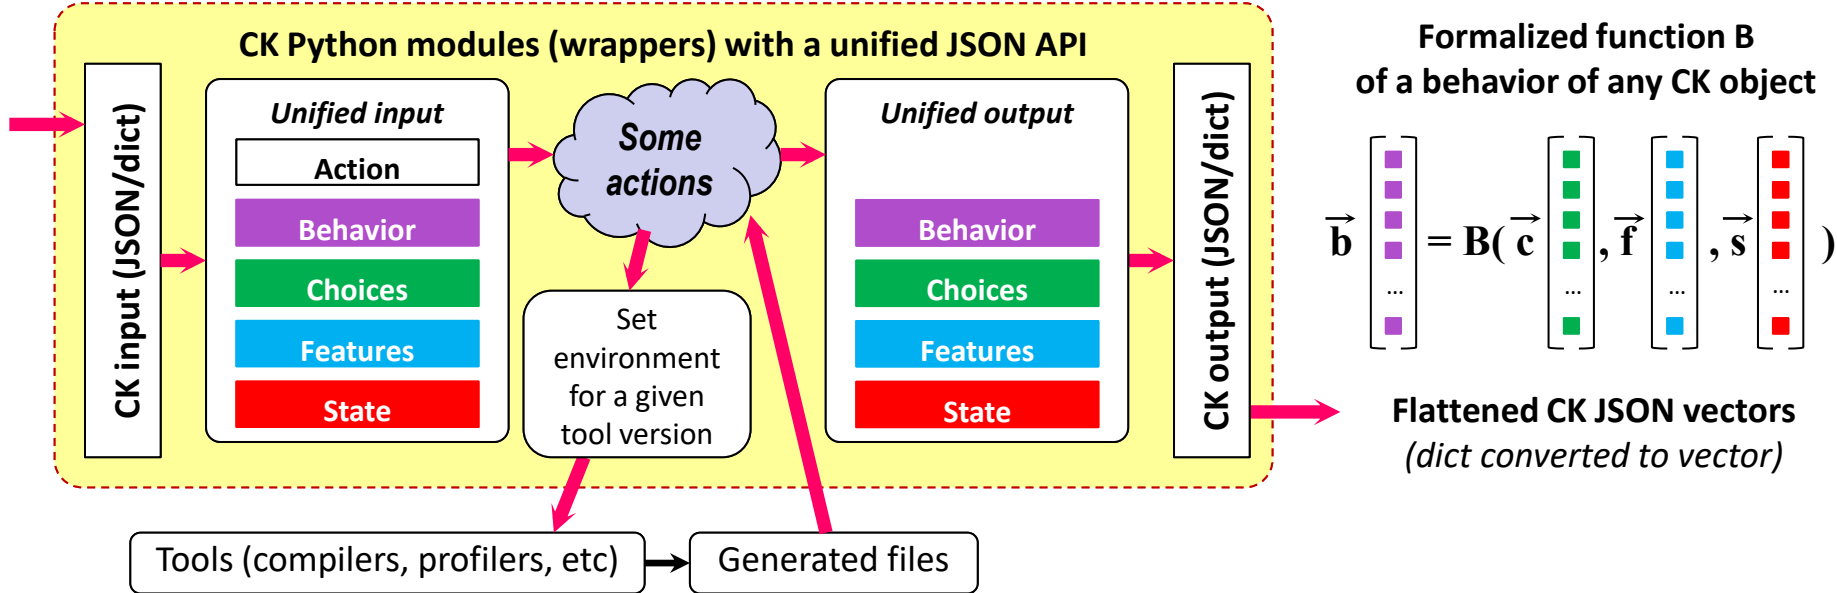 CK Python modules (wrappers) with a unified JSON API
CK input (JSON/dict)
Unified input
Action
Behavior
Choices
Features
State
Some
actions
Set
environment
for a given
tool version
Unified output
Behavior
Choices
Features
State
CK output (JSON/dict)
Tools (compilers, profilers, etc)
Generated files
Formalized function B
of a behavior of any CK object
b = B( c , f , s )
... ... ... ...
Flattened CK JSON vectors
(dict converted to vector)